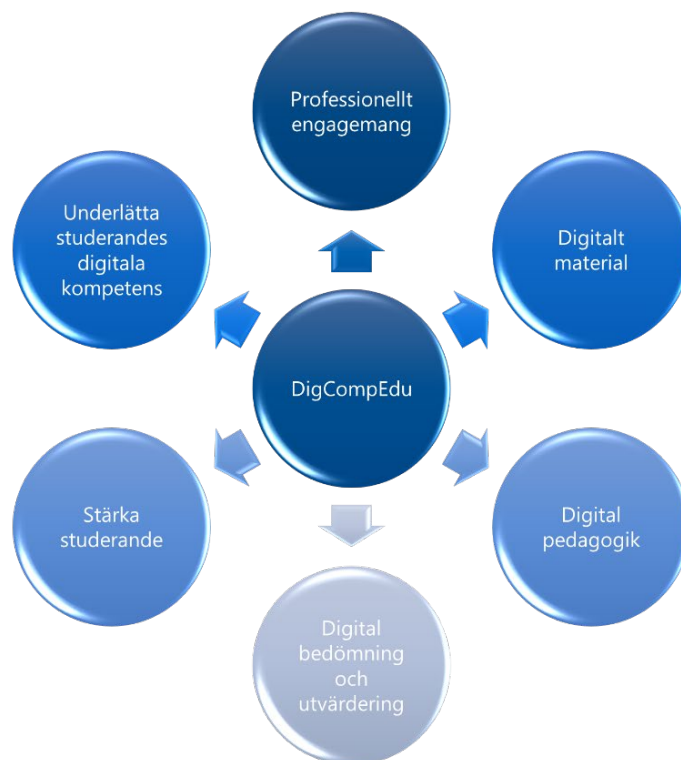 Professionellt
engagemang
Underlätta
studerandes
digitala
kompetens
Digitalt
material
DigCompEdu
Stärka
studerande
Digital
pedagogik
Digital
bedömning
och
utvärdering